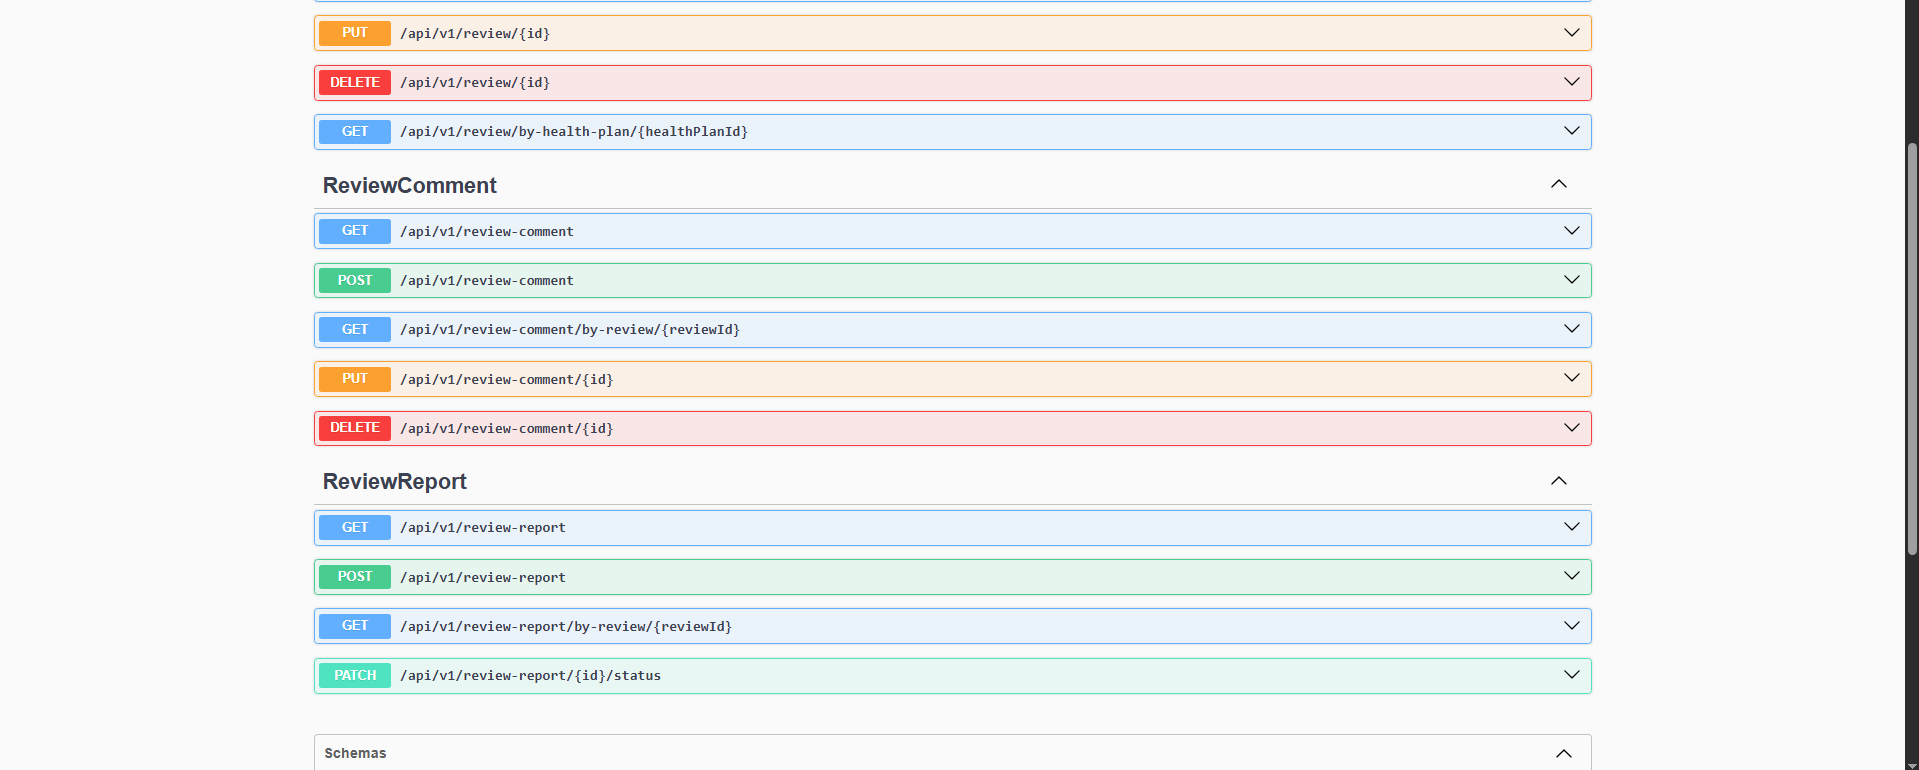 PUT /api/v1/review/{id}
DELETE /api/v1/review/{id}
GET /api/v1/review/by-health-plan/{healthPlanId}
ReviewComment
GET /api/v1/review-comment
POST /api/v1/review-comment
GET /api/v1/review-comment/by-review/{reviewId}
PUT /api/v1/review-comment/{id}
DELETE /api/v1/review-comment/{id}
ReviewReport
GET /api/v1/review-report
POST /api/v1/review-report
GET /api/v1/review-report/by-review/{reviewId}
PATCH /api/v1/review-report/{id}/status
Schemas